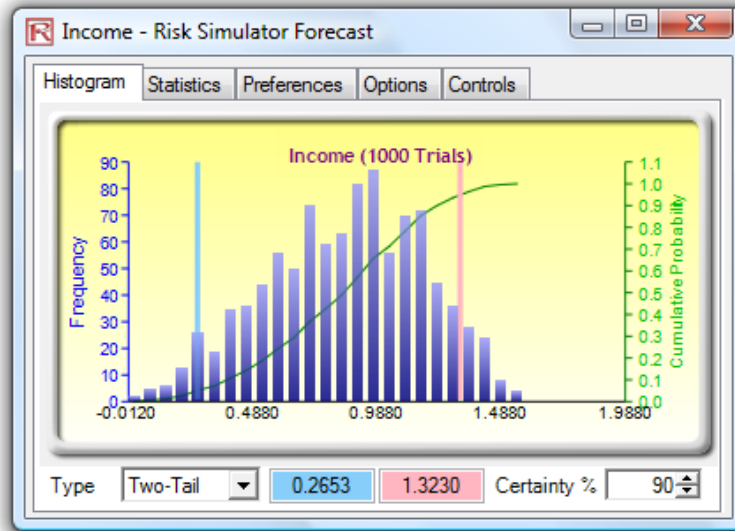 Income - Risk Simulator Forecast
Histogram Statistics Preferences Options Controls
Income (1000 Trials)
90 1.1
80 1.0
70 0.9
60 0.8
50 0.7
40 0.6
30 0.5
20 0.4
10 0.3
0 0.2
0.1
0.0
Frequency
Cumulative Probability
-0.0120 0.4880 0.9880 1.4880 1.9880
Type Two-Tail 0.2653 1.3230 Certainty % 90